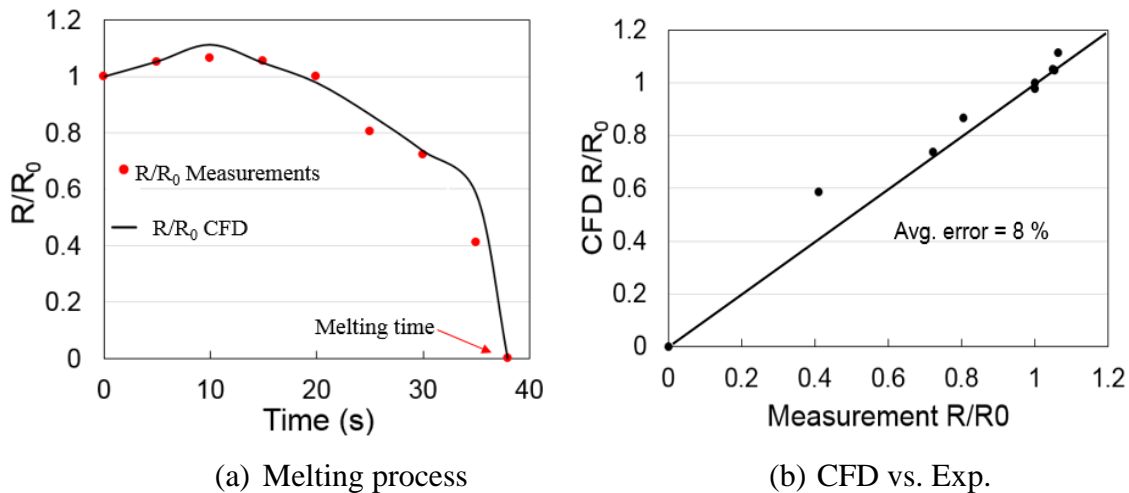 1.2
1
0.8
0.6
0.4
0.2
0
R/R0
R/R0 Measurements
R/R0 CFD
Melting time
0 10 20 30 40
Time (s)
(a) Melting process
1.2
1
0.8
0.6
0.4
0.2
0
CFD R/R0
Avg. error = 8 %
0 0.2 0.4 0.6 0.8 1 1.2
Measurement R/R0
(b) CFD vs. Exp.